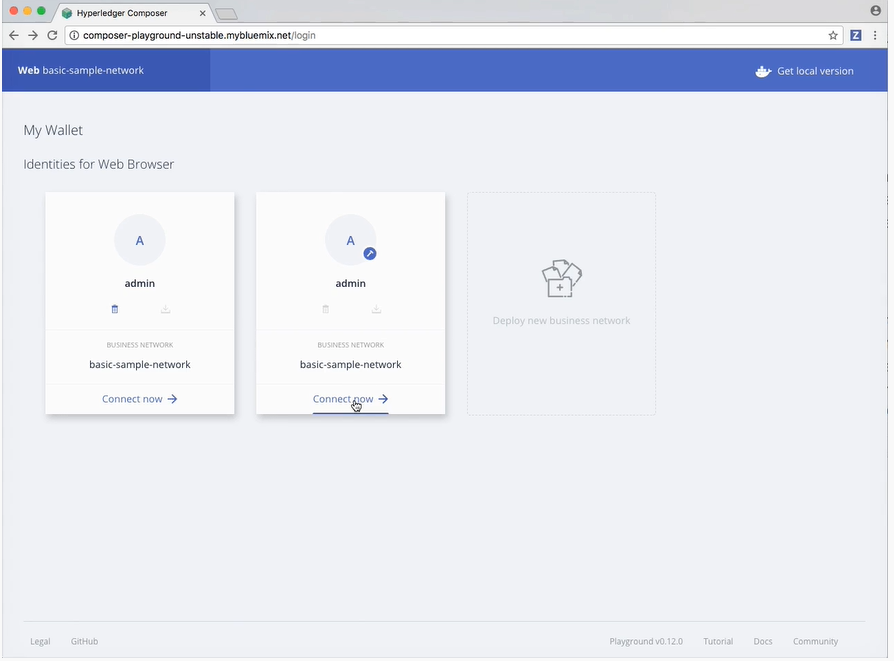 Hyperledger Composer
composer-playground-unstable.mybluemix.net/login
Z
Web basic-sample-network
Get local version
My Wallet
Identities for Web Browser
A
admin
BUSINESS NETWORK
basic-sample-network
Connect now
A
admin
BUSINESS NETWORK
basic-sample-network
Connect now
Deploy new business network
Legal
GitHub
Playground v0.12.0
Tutorial
Docs
Community